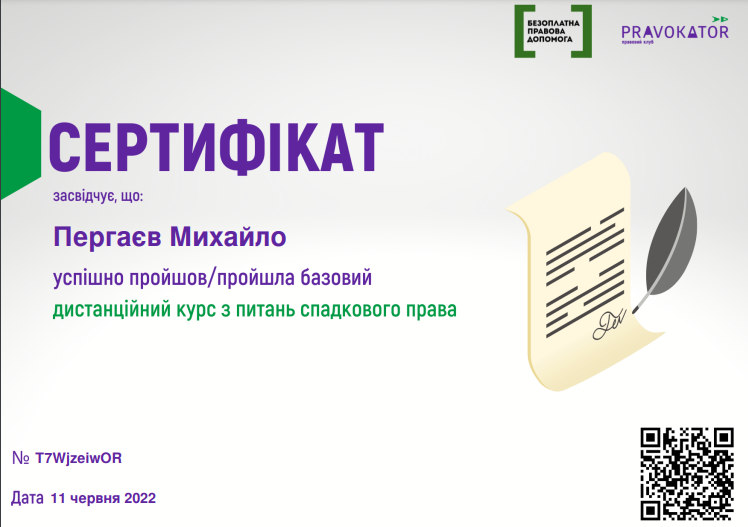 БЕЗОПЛАТНА
ПРАВОВА
ДОПОМОГА
PRAVOKATOR
правовий клуб
СЕРТИФІКАТ
засвідчує, що:
Пергаєв Михайло
успішно пройшов/пройшла базовий
дистанційний курс з питань спадкового права
№ T7WjzeiwOR
Дата 11 червня 2022